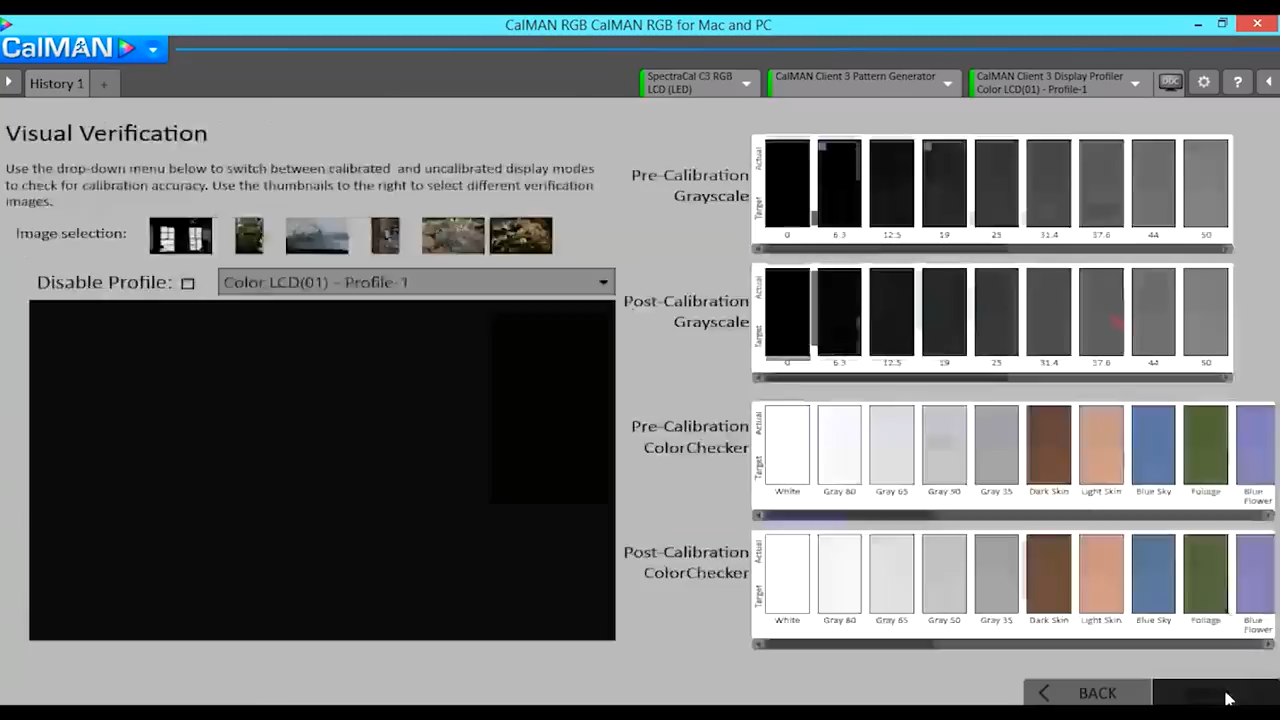 CalMAN RGB CalMAN RGB for Mac and PC
CalMAN
History 1
+
SpectraCal C3 RGB
LCD (LED)
CalMAN Client 3 Pattern Generator
CalMAN Client 3 Display Profiler
Color LCD(01) - Profile-1
?
Visual Verification
Use the drop-down menu below to switch between calibrated and uncalibrated display modes
to check for calibration accuracy. Use the thumbnails to the right to select different verification
images.
Image selection:
Disable Profile:
Color LCD(01) - Profile-1
Pre-Calibration
Grayscale
Actual
Target
0 6.3 12.5 19 25 31.4 37.6 44 50
Post-Calibration
Grayscale
Actual
Target
0 6.3 12.5 19 25 31.4 37.6 44 50
Pre-Calibration
ColorChecker
Actual
Target
White Gray 80 Gray 65 Gray 50 Gray 35 Dark Skin Light Skin Blue Sky Foliage Blue
Flower
Post-Calibration
ColorChecker
Actual
Target
White Gray 80 Gray 65 Gray 50 Gray 35 Dark Skin Light Skin Blue Sky Foliage Blue
Flower
BACK